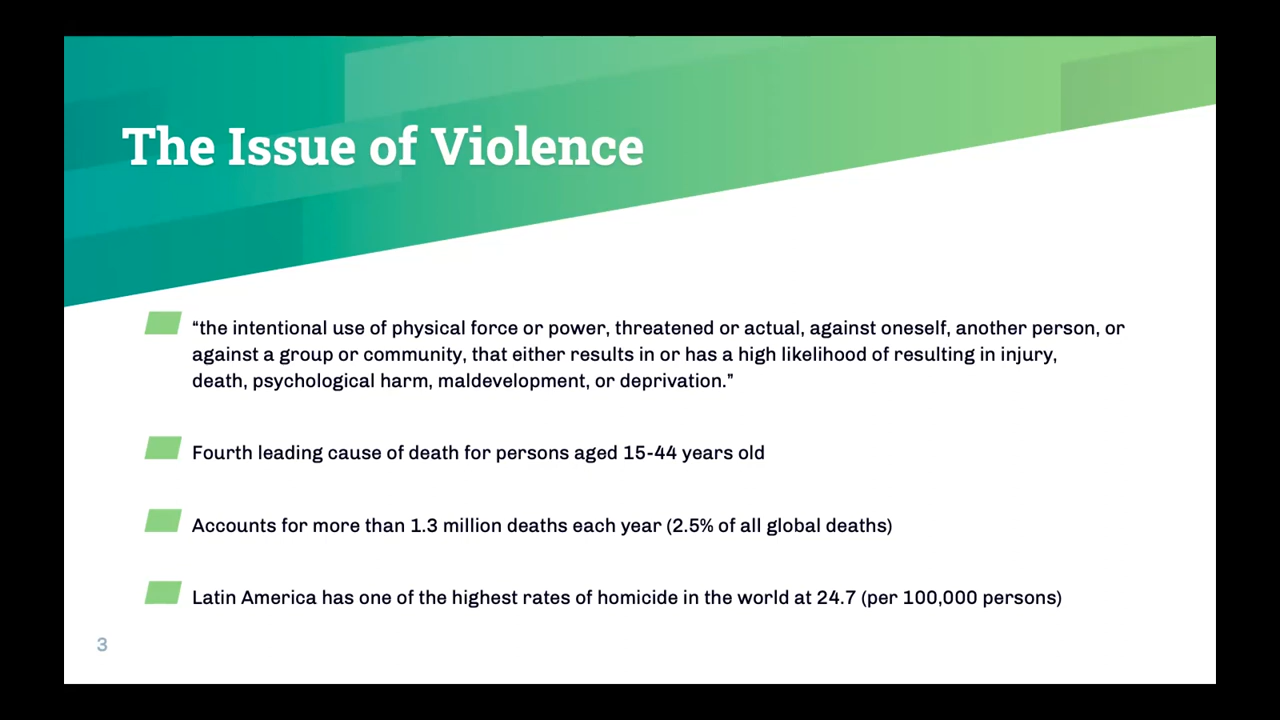 The Issue of Violence
“the intentional use of physical force or power, threatened or actual, against oneself, another person, or
against a group or community, that either results in or has a high likelihood of resulting in injury,
death, psychological harm, maldevelopment, or deprivation.”
Fourth leading cause of death for persons aged 15-44 years old
Accounts for more than 1.3 million deaths each year (2.5% of all global deaths)
Latin America has one of the highest rates of homicide in the world at 24.7 (per 100,000 persons)
3